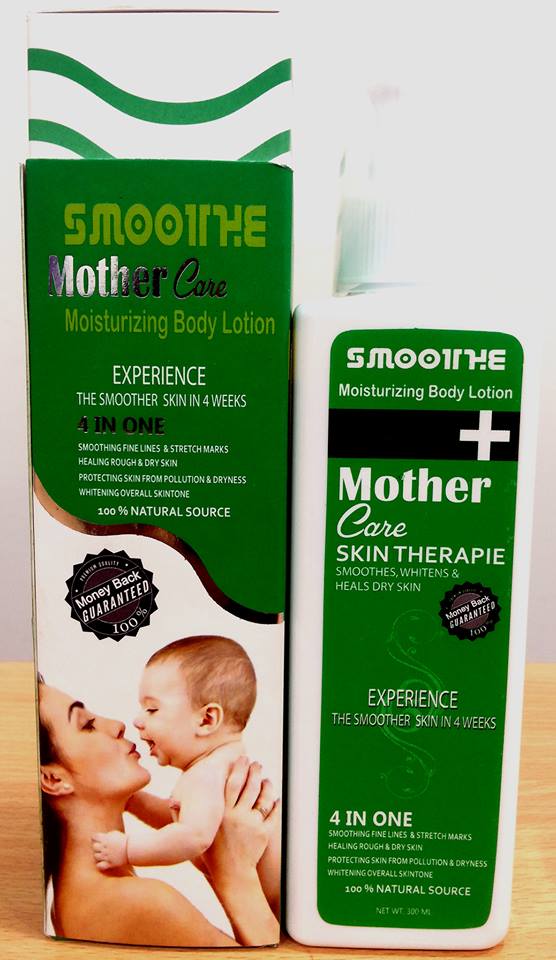 SMOOTHE
Mother Care
Moisturizing Body Lotion
EXPERIENCE
THE SMOOTHER SKIN IN 4 WEEKS
4 IN ONE
SMOOTHING FINE LINES & STRETCH MARKS
HEALING ROUGH & DRY SKIN
PROTECTING SKIN FROM POLLUTION & DRYNESS
WHITENING OVERALL SKINTONE
100 % NATURAL SOURCE
PREMIUM QUALITY
Money Back
GUARANTEED
100%
SMOOTHE
Moisturizing Body Lotion
Mother
Care
SKIN THERAPIE
SMOOTHES, WHITENS &
HEALS DRY SKIN
Money Back
GUARANTEED
100%
EXPERIENCE
THE SMOOTHER SKIN IN 4 WEEKS
4 IN ONE
SMOOTHING FINE LINES & STRETCH MARKS
HEALING ROUGH & DRY SKIN
PROTECTING SKIN FROM POLLUTION & DRYNESS
WHITENING OVERALL SKINTONE
100 % NATURAL SOURCE
NET WT. 300 ML